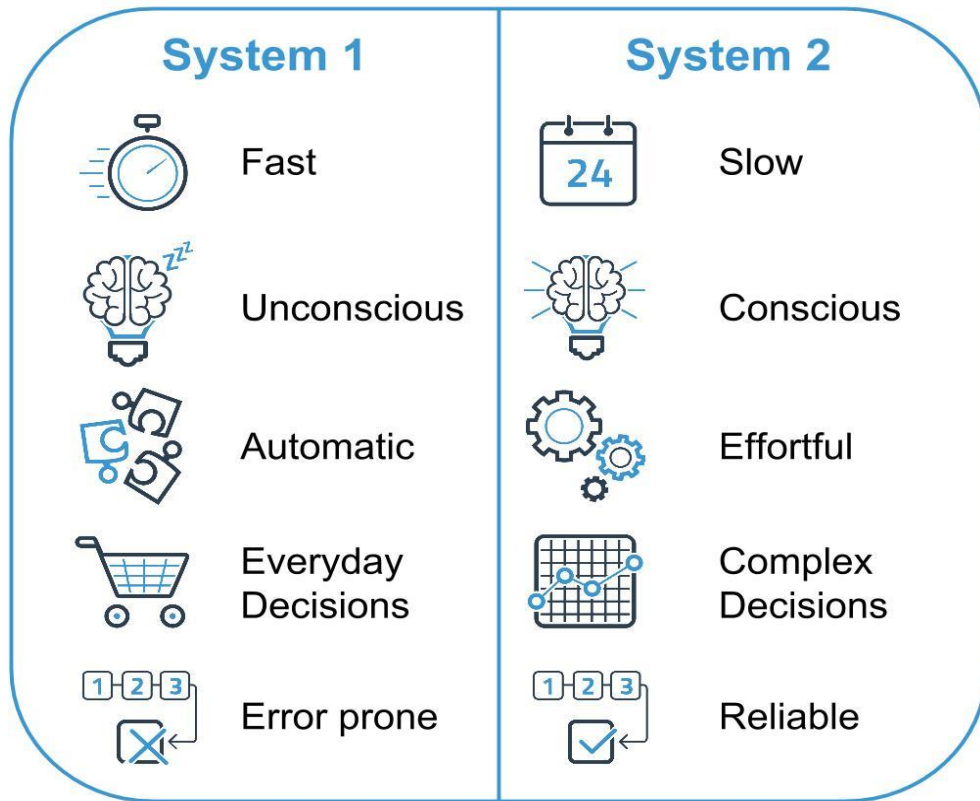 System 1
Fast
zzz
Unconscious
Automatic
Everyday
Decisions
1 2 3
Error prone
System 2
24
Slow
Conscious
Effortful
Complex
Decisions
1 2 3
Reliable